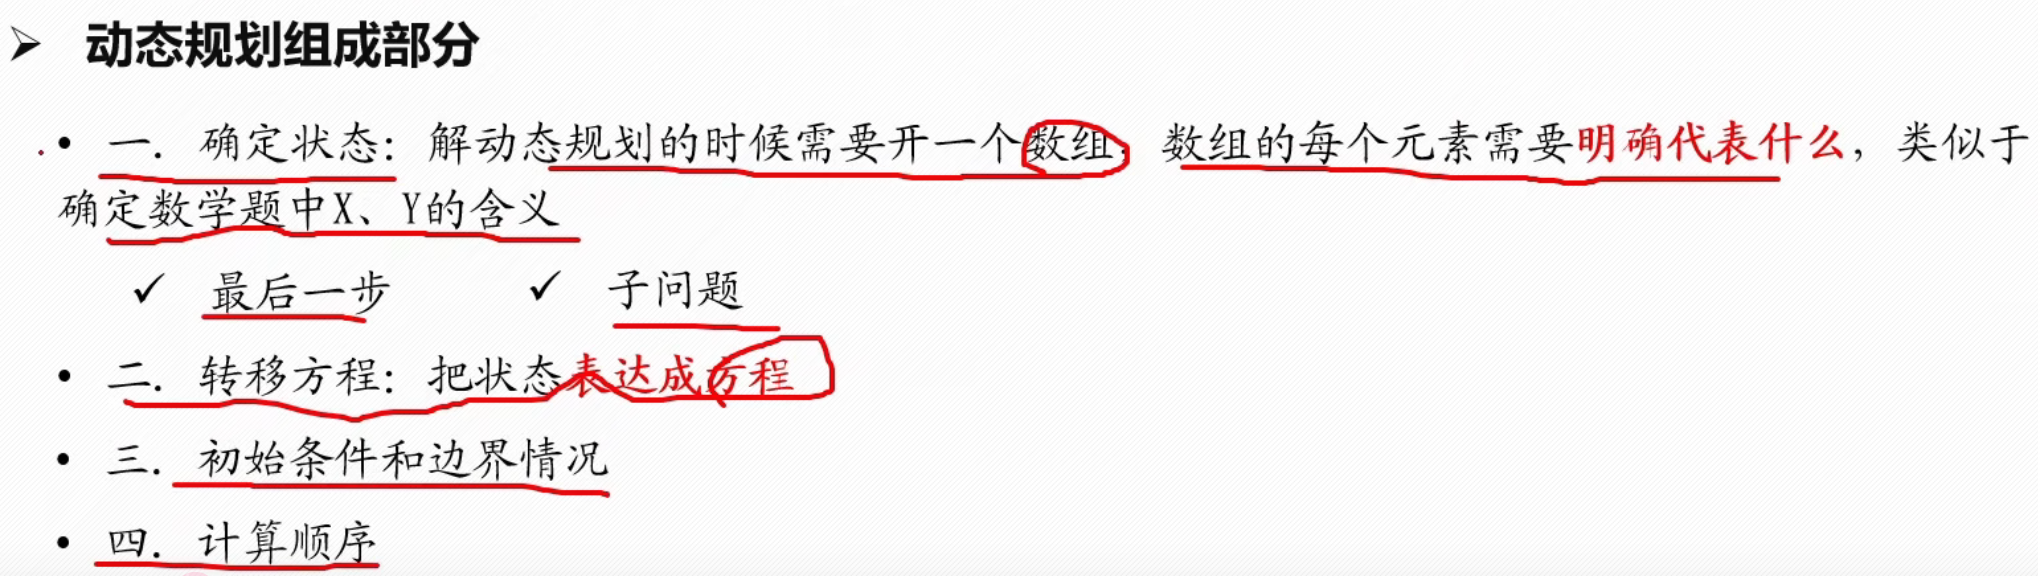 ➢ 动态规划组成部分
• 一. 确定状态: 解动态规划的时候需要开一个数组, 数组的每个元素需要明确代表什么, 类似于
确定数学题中X、Y的含义
✓ 最后一步 ✓ 子问题
• 二. 转移方程: 把状态表达成方程
• 三. 初始条件和边界情况
• 四. 计算顺序